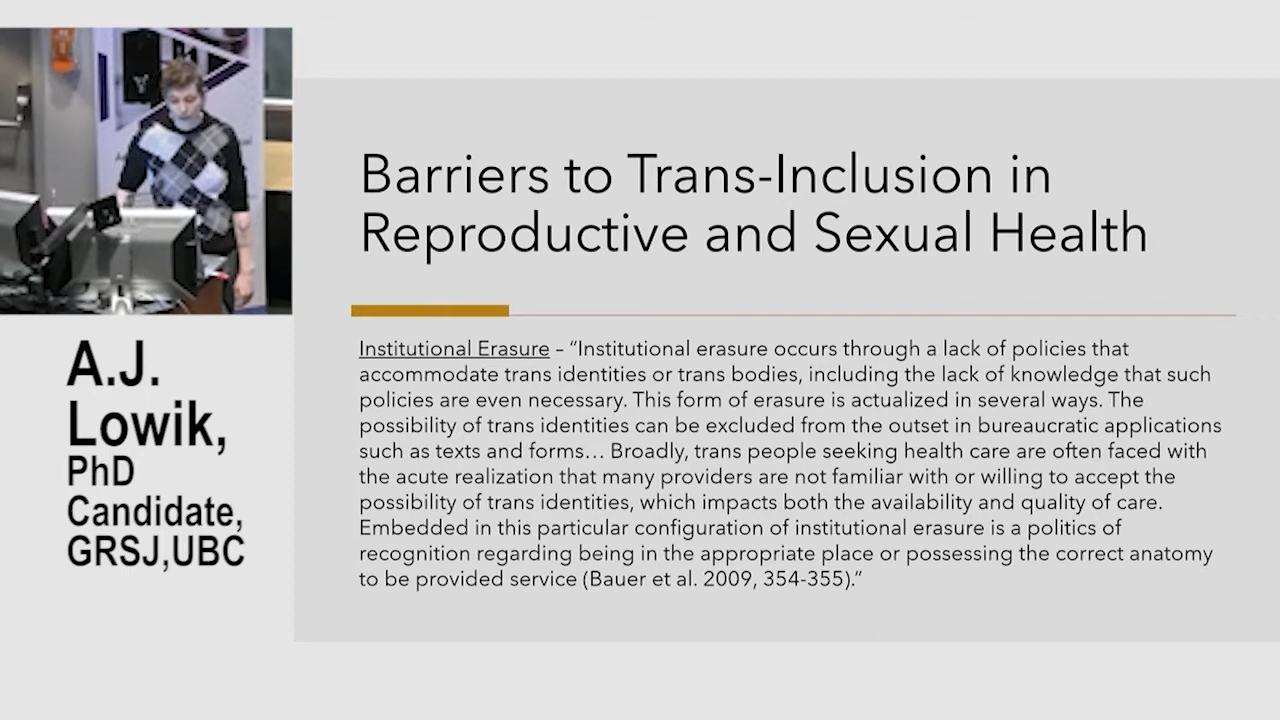 Barriers to Trans-Inclusion in
Reproductive and Sexual Health
Institutional Erasure – “Institutional erasure occurs through a lack of policies that
accommodate trans identities or trans bodies, including the lack of knowledge that such
policies are even necessary. This form of erasure is actualized in several ways. The
possibility of trans identities can be excluded from the outset in bureaucratic applications
such as texts and forms… Broadly, trans people seeking health care are often faced with
the acute realization that many providers are not familiar with or willing to accept the
possibility of trans identities, which impacts both the availability and quality of care.
Embedded in this particular configuration of institutional erasure is a politics of
recognition regarding being in the appropriate place or possessing the correct anatomy
to be provided service (Bauer et al. 2009, 354-355).”
A.J.
Lowik,
PhD
Candidate,
GRSJ,UBC